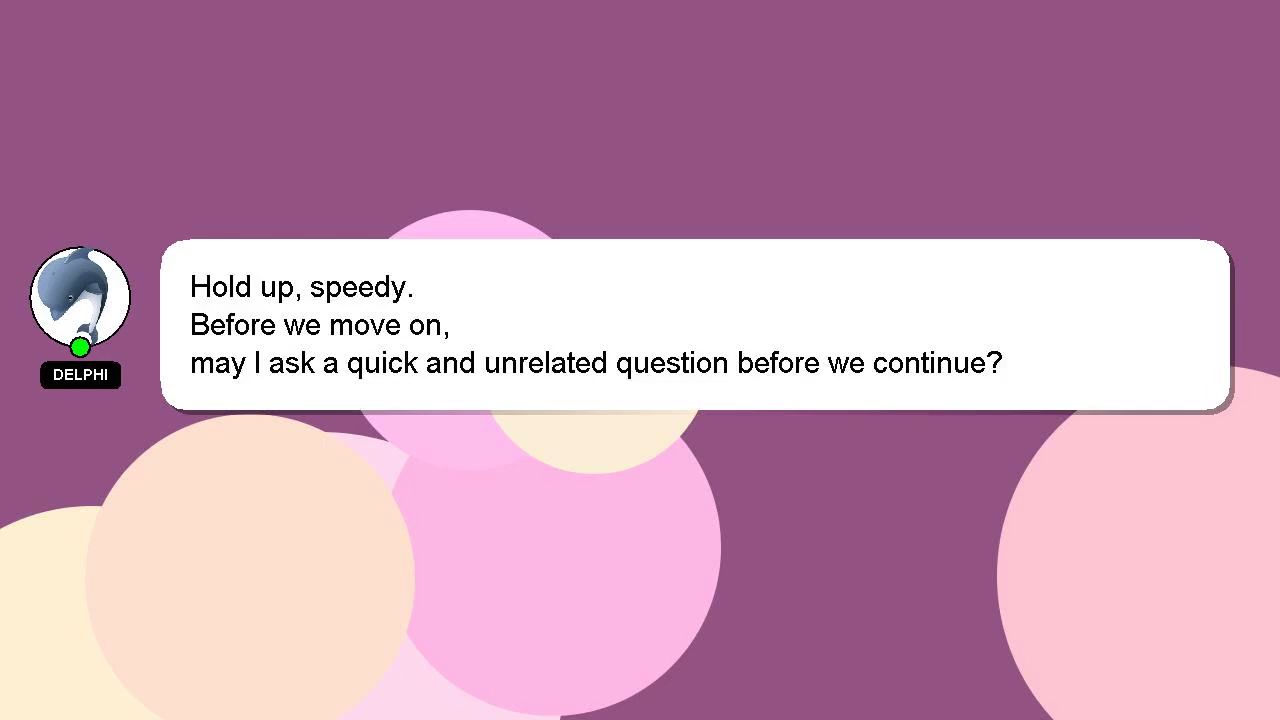 Hold up, speedy.
Before we move on,
may I ask a quick and unrelated question before we continue?
DELPHI